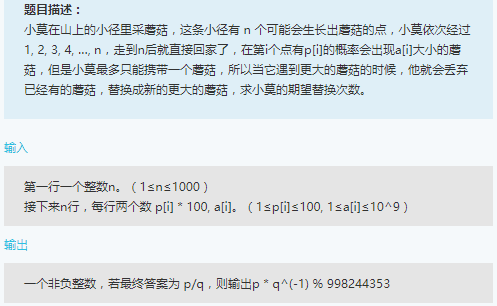 题目描述：
小莫在山上的小径里采蘑菇，这条小径有 n 个可能会生长出蘑菇的点，小莫依次经过
1, 2, 3, 4, ..., n，走到n后就直接回家了，在第i个点有p[i]的概率会出现a[i]大小的蘑
菇，但是小莫最多只能携带一个蘑菇，所以当它遇到更大的蘑菇的时候，他就会丢弃
已经有的蘑菇，替换成新的更大的蘑菇，求小莫的期望替换次数。
输入
第一行一个整数n。（1≤n≤1000）
接下来n行，每行两个数 p[i] * 100, a[i]。（1≤p[i]≤100, 1≤a[i]≤10^9）
输出
一个非负整数，若最终答案为 p/q，则输出p * q^(-1) % 998244353